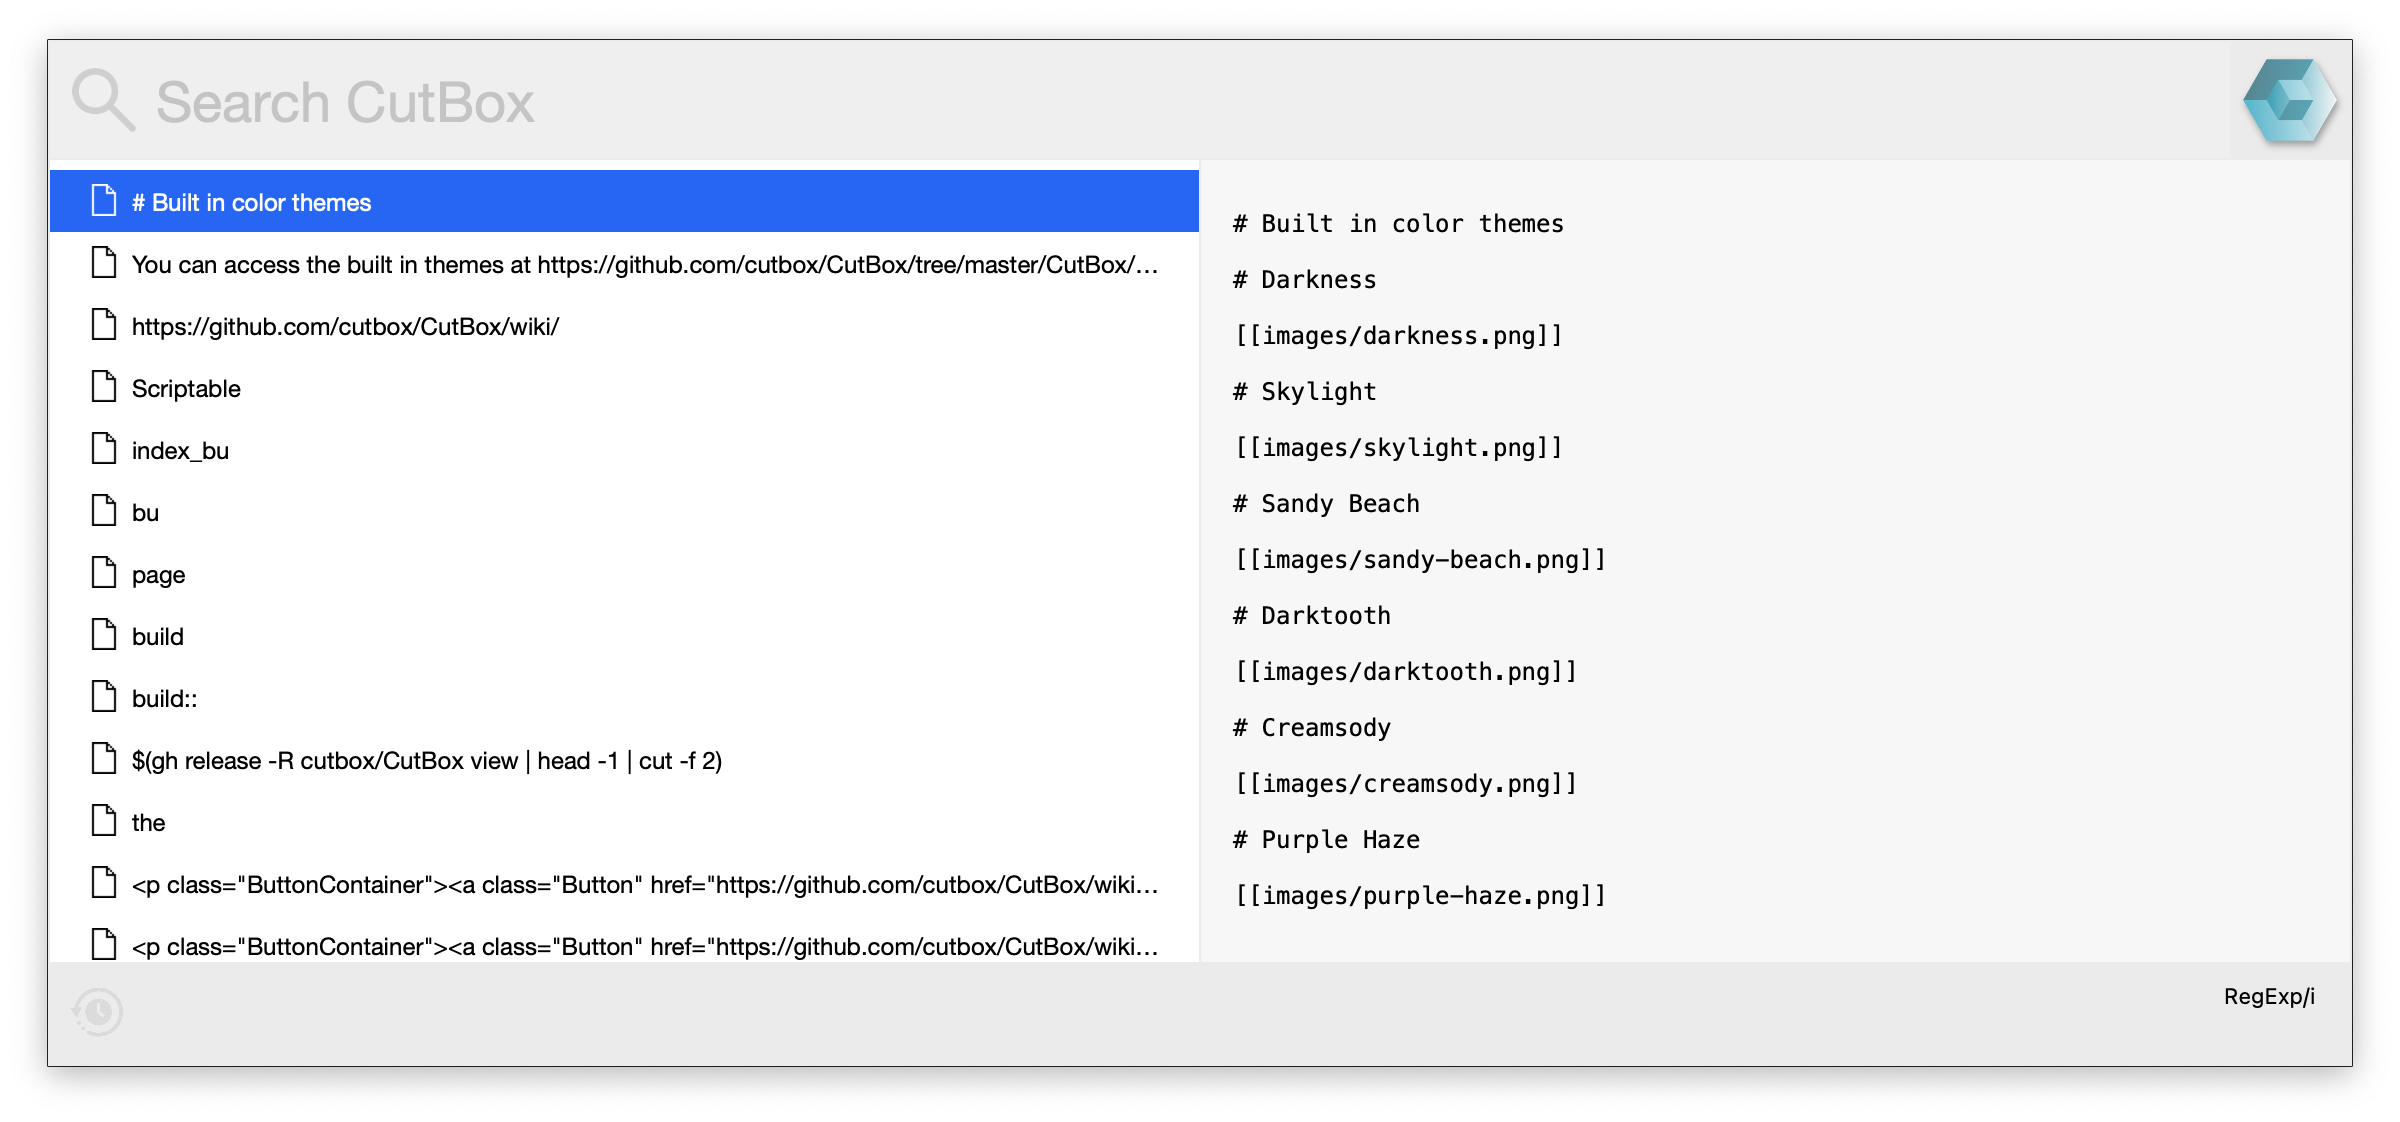 Search CutBox
# Built in color themes
You can access the built in themes at https://github.com/cutbox/CutBox/tree/master/CutBox/…
https://github.com/cutbox/CutBox/wiki/
Scriptable
index_bu
bu
page
build
build::
$(gh release -R cutbox/CutBox view | head -1 | cut -f 2)
the
<p class="ButtonContainer"><a class="Button" href="https://github.com/cutbox/CutBox/wiki…
<p class="ButtonContainer"><a class="Button" href="https://github.com/cutbox/CutBox/wiki…
# Built in color themes
# Darkness
[[images/darkness.png]]
# Skylight
[[images/skylight.png]]
# Sandy Beach
[[images/sandy-beach.png]]
# Darktooth
[[images/darktooth.png]]
# Creamsody
[[images/creamsody.png]]
# Purple Haze
[[images/purple-haze.png]]
RegExp/i